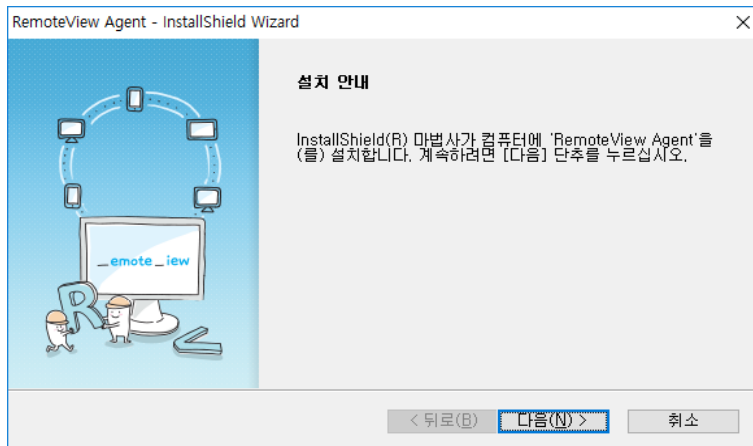 RemoteView Agent - InstallShield Wizard
설치 안내
InstallShield(R) 마법사가 컴퓨터에 'RemoteView Agent'을
(를) 설치합니다. 계속하려면 [다음] 단추를 누르십시오.
_emote_iew
R
V
< 뒤로(B)
다음(N) >
취소